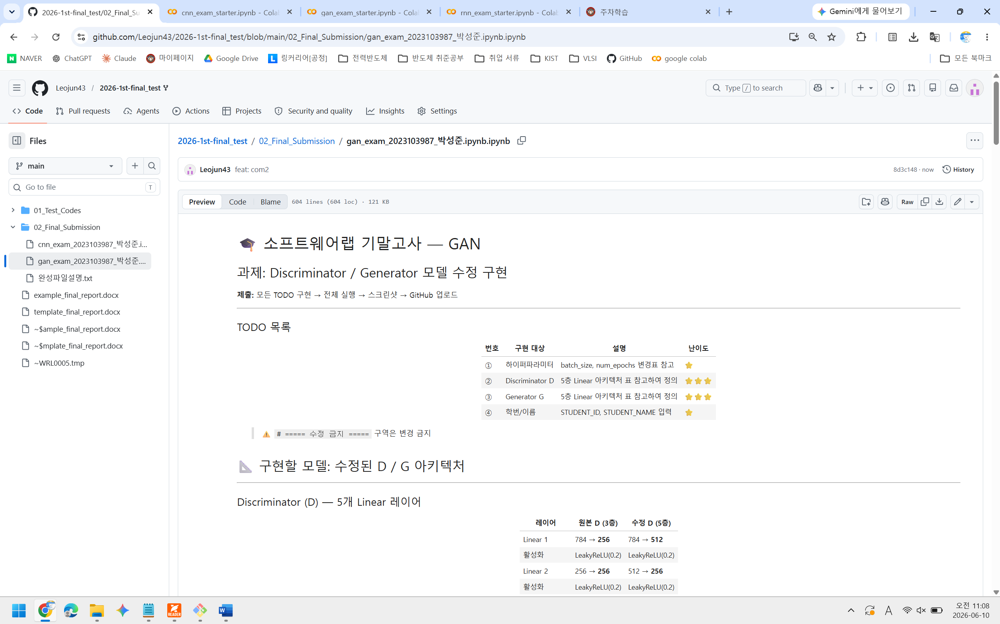 2026-1st-final_test/02_Final_Su
cnn_exam_starter.ipynb - Colab
gan_exam_starter.ipynb - Colab
rnn_exam_starter.ipynb - Colab
주차학습
Gemini에게 물어보기
github.com/Leojun43/2026-1st-final_test/blob/main/02_Final_Submission/gan_exam_2023103987_박성준.ipynb.ipynb
NAVER
ChatGPT
Claude
마이페이지
Google Drive
링커리어[공정]
전력반도체
반도체 취준공부
취업 서류
KIST
VLSI
GitHub
google colab
모든 북마크
Leojun43 / 2026-1st-final_test
Type / to search
Code
Pull requests
Agents
Actions
Projects
Security and quality
Insights
Settings
Files
main
Go to file
T
01_Test_Codes
02_Final_Submission
cnn_exam_2023103987_박성준.i...
gan_exam_2023103987_박성준....
완성파일설명.txt
example_final_report.docx
template_final_report.docx
~$ample_final_report.docx
~$mplate_final_report.docx
~WRL0005.tmp
2026-1st-final_test / 02_Final_Submission / gan_exam_2023103987_박성준.ipynb.ipynb
Leojun43 feat: com2
8d3c148 · now
History
Preview
Code
Blame
604 lines (604 loc) · 121 KB
Raw
🎓 소프트웨어랩 기말고사 — GAN
과제: Discriminator / Generator 모델 수정 구현
제출: 모든 TODO 구현 → 전체 실행 → 스크린샷 → GitHub 업로드
TODO 목록
번호 구현 대상 설명 난이도
① 하이퍼파라미터 batch_size, num_epochs 변경표 참고 ⭐
② Discriminator D 5층 Linear 아키텍처 표 참고하여 정의 ⭐⭐⭐
③ Generator G 5층 Linear 아키텍처 표 참고하여 정의 ⭐⭐⭐
④ 학번/이름 STUDENT_ID, STUDENT_NAME 입력 ⭐
⚠️ # ===== 수정 금지 ===== 구역은 변경 금지
📐 구현할 모델: 수정된 D / G 아키텍처
Discriminator (D) — 5개 Linear 레이어
레이어 원본 D (3층) 수정 D (5층)
Linear 1 784 → 256 784 → 512
활성화 LeakyReLU(0.2) LeakyReLU(0.2)
Linear 2 256 → 256 512 → 256
활성화 LeakyReLU(0.2) LeakyReLU(0.2)
READER
A
오전 11:08
2026-06-10